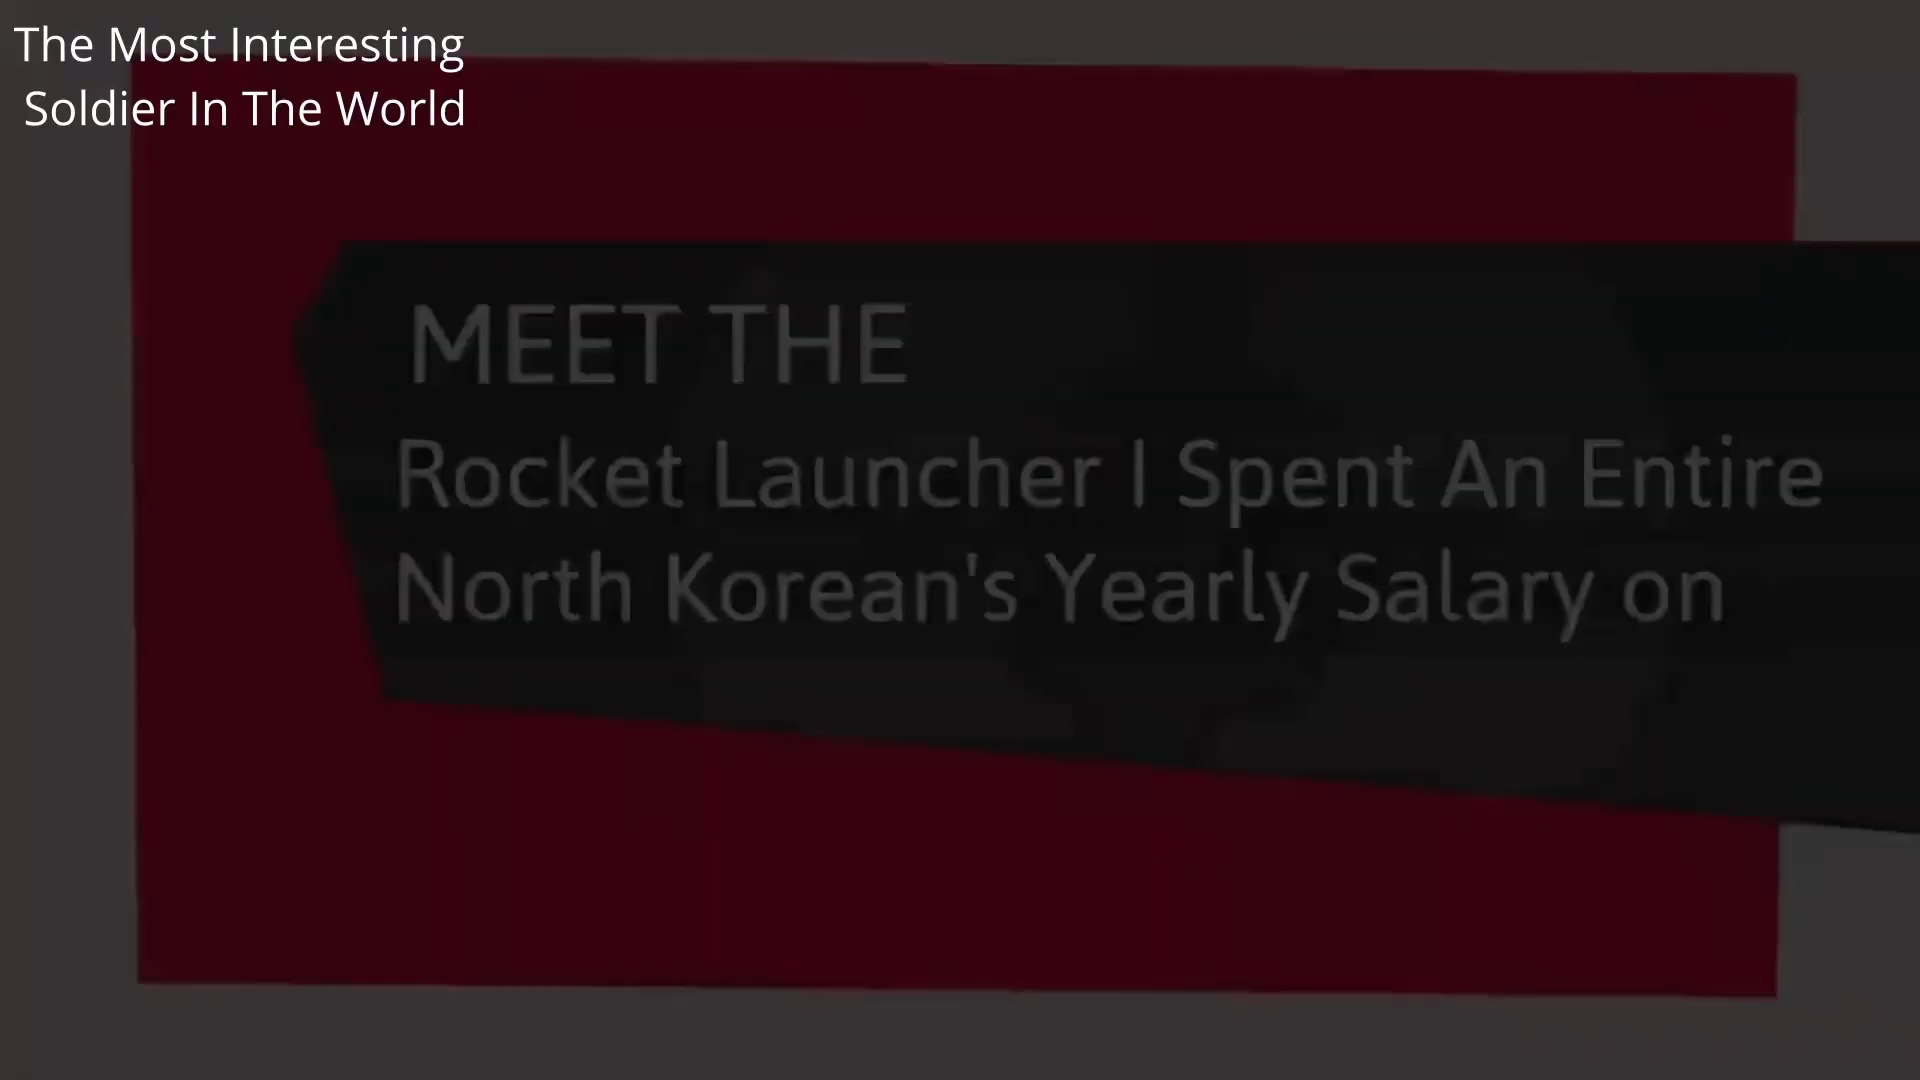 The Most Interesting
Soldier In The World
MEET THE
Rocket Launcher I Spent An Entire
North Korean's Yearly Salary on